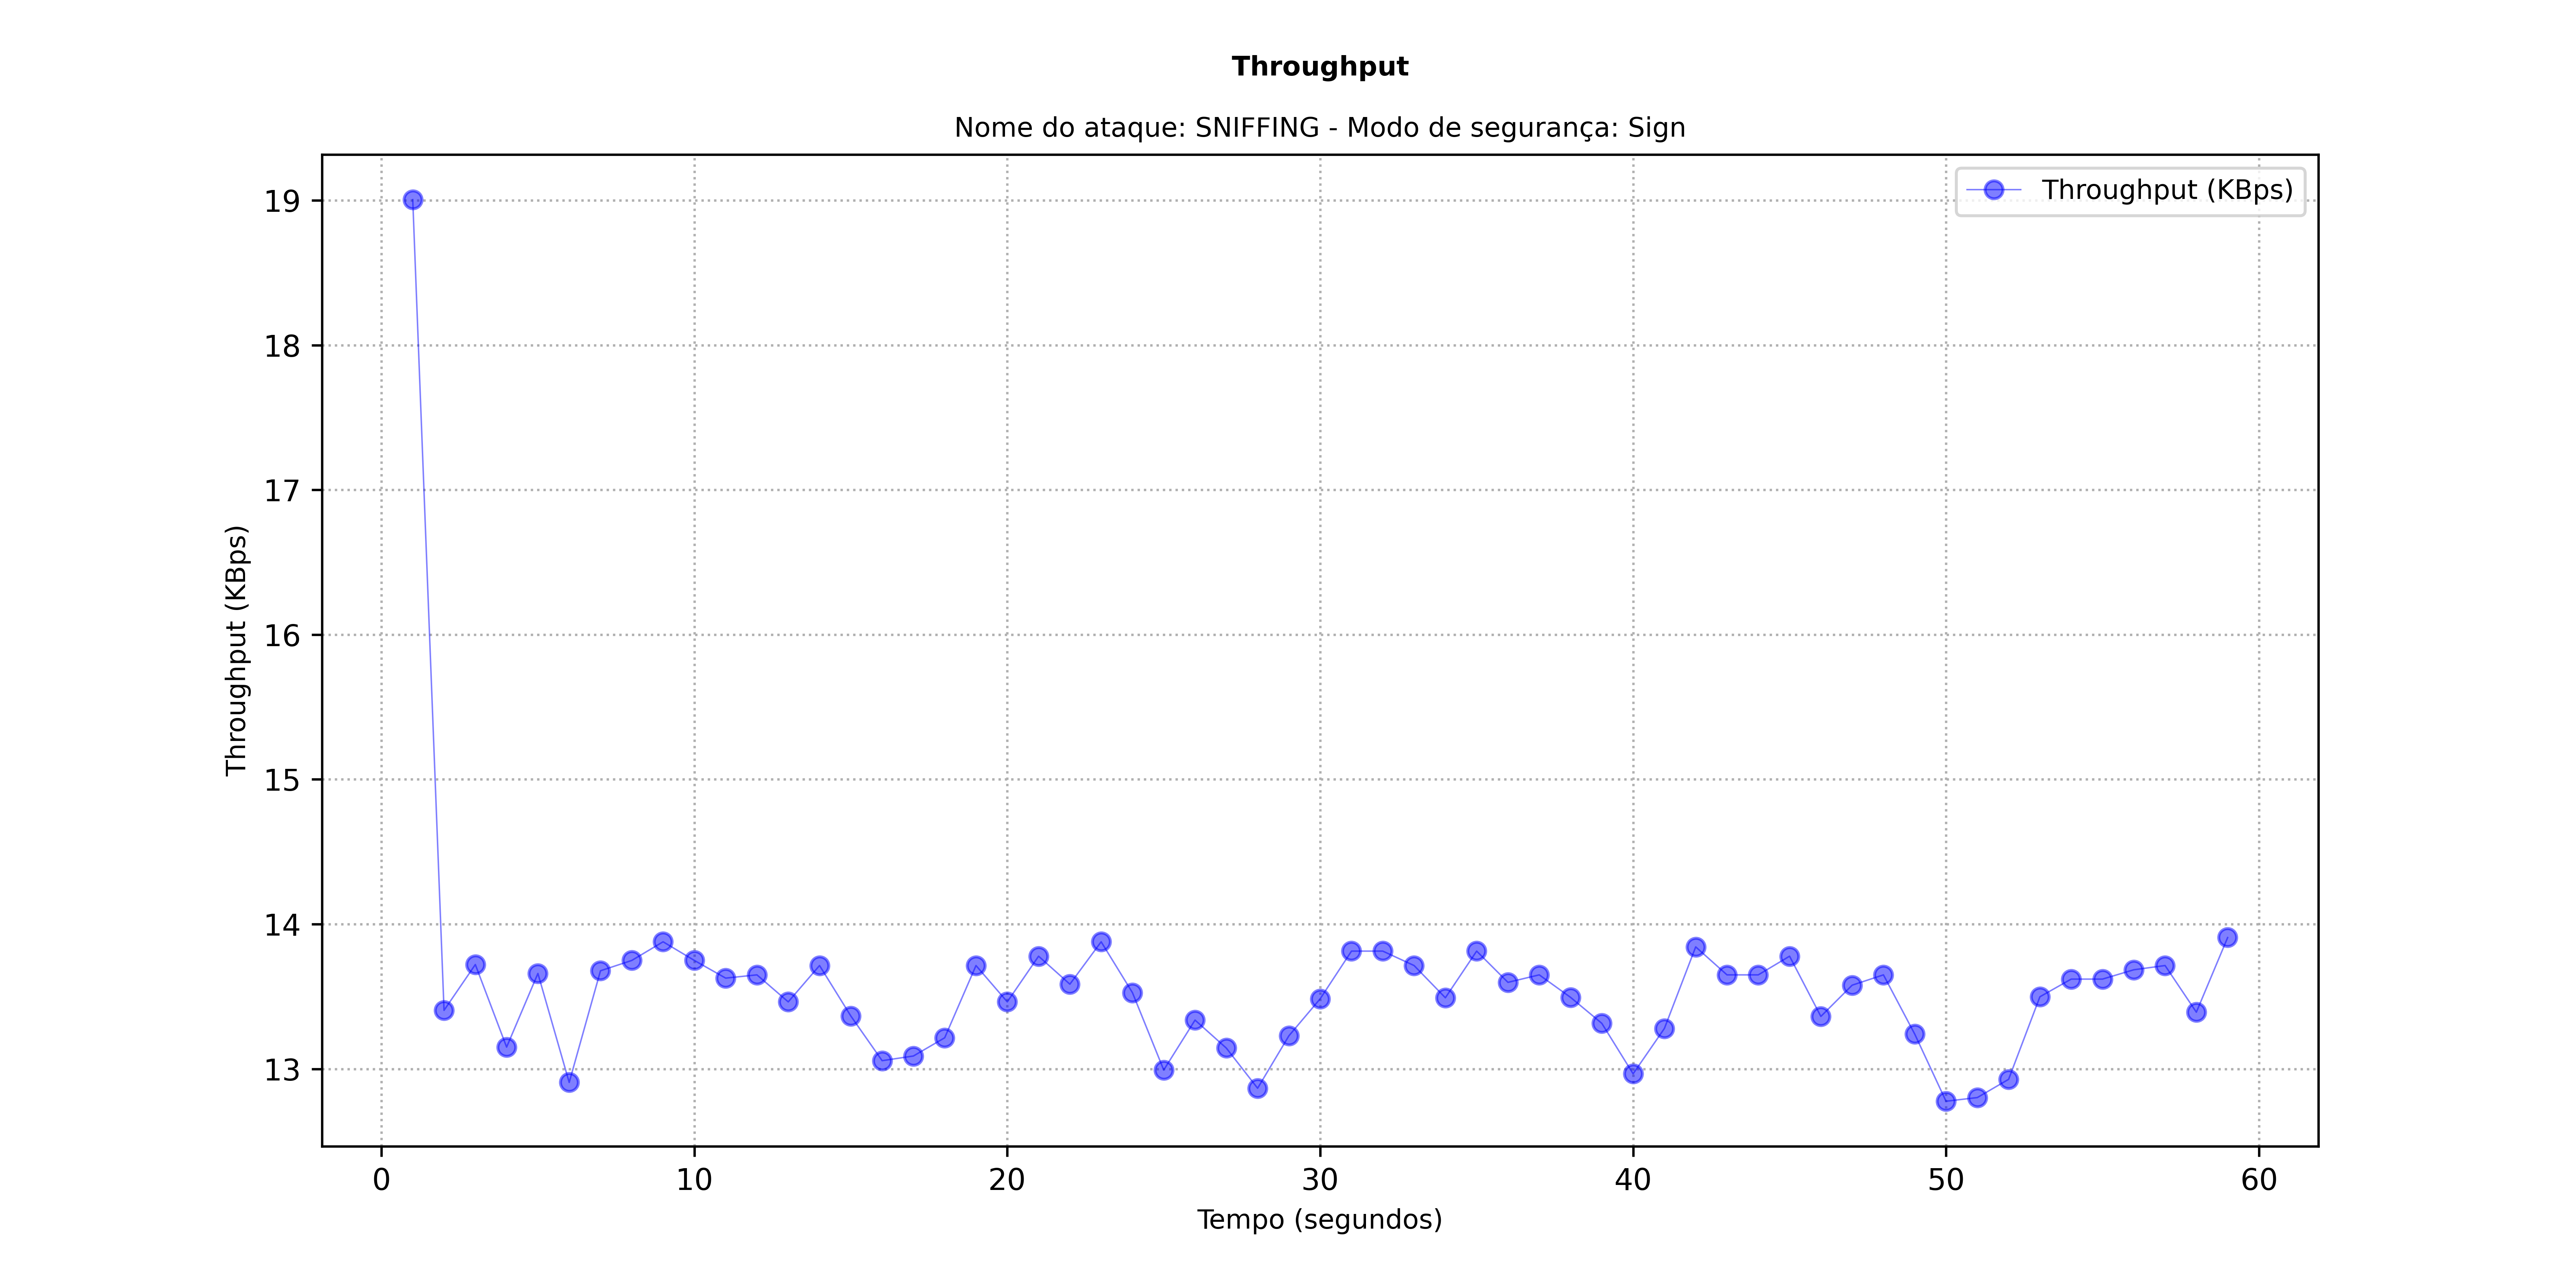 Throughput
Nome do ataque: SNIFFING - Modo de segurança: Sign
Throughput (KBps)
19
18
17
16
15
14
13
Throughput (KBps)
0 10 20 30 40 50 60
Tempo (segundos)